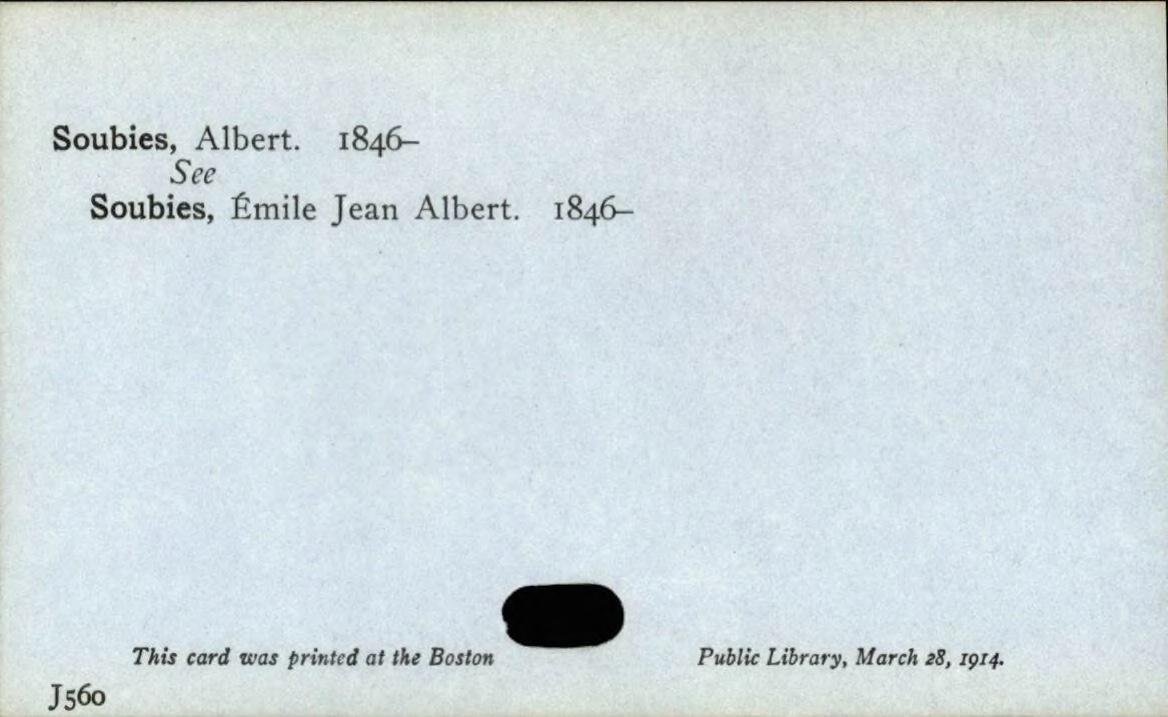 Soubies, Albert. 1846–
See
Soubies, Émile Jean Albert. 1846–
This card was printed at the Boston Public Library, March 28, 1914.
J560